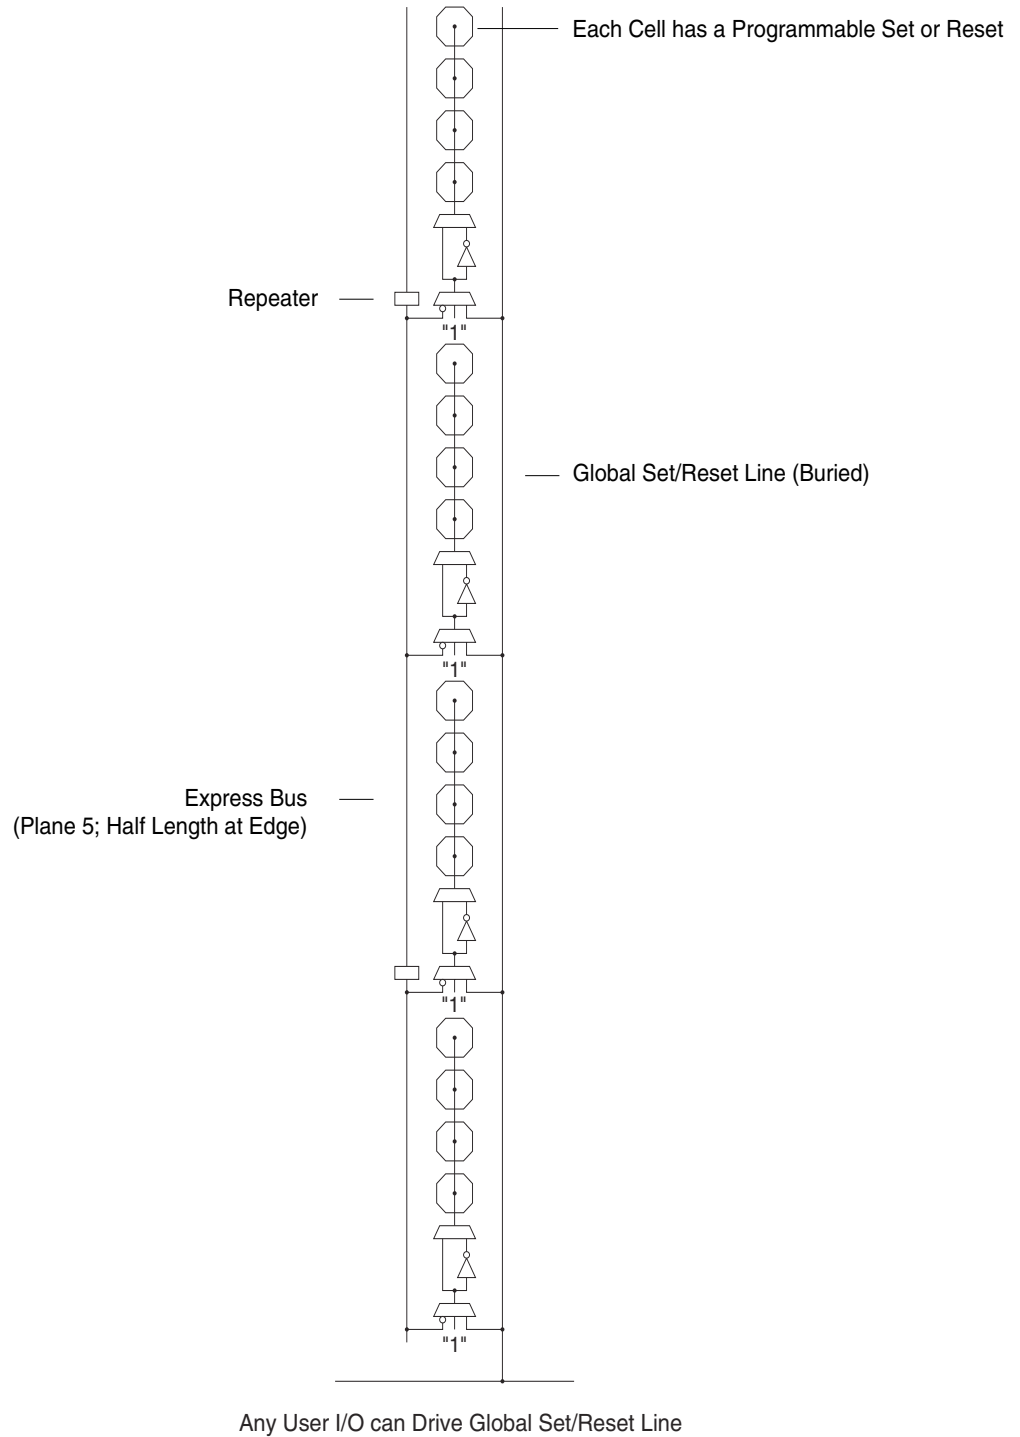 Each Cell has a Programmable Set or Reset
Repeater
"1"
Global Set/Reset Line (Buried)
"1"
Express Bus
(Plane 5; Half Length at Edge)
"1"
"1"
Any User I/O can Drive Global Set/Reset Line